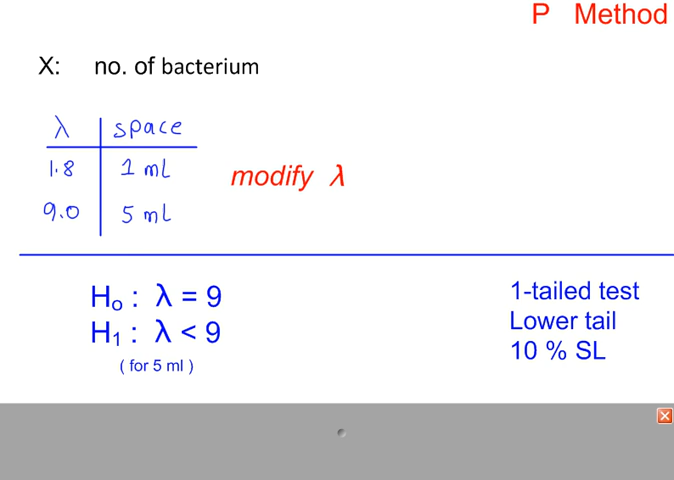 P Method
X: no. of bacterium
λ space
1.8 1 mL
modify λ
9.0 5 mL
Ho : λ = 9
H1 : λ < 9
( for 5 ml )
1-tailed test
Lower tail
10 % SL